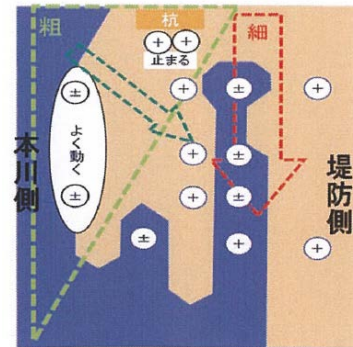 粗
杭
細
+ +
止まる
±
+
±
+
よく動く
本川側
堤防側
+
±
±
+
±
±
+
+